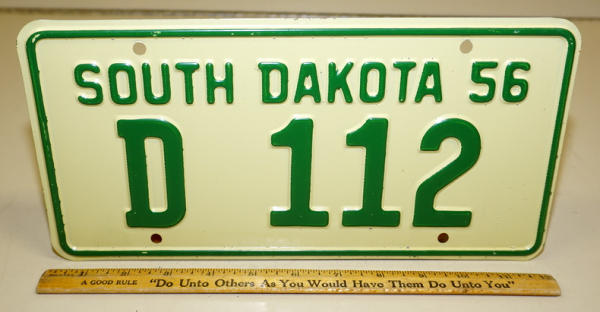 SOUTH DAKOTA 56
D 112
A GOOD RULE "Do Unto Others As You Would Have Them Do Unto You"